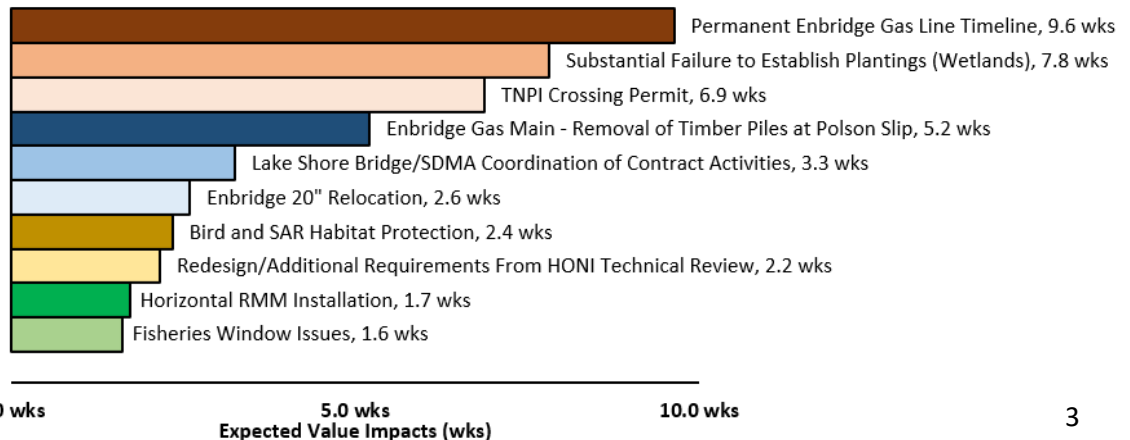 Permanent Enbridge Gas Line Timeline, 9.6 wks
Substantial Failure to Establish Plantings (Wetlands), 7.8 wks
TNPI Crossing Permit, 6.9 wks
Enbridge Gas Main - Removal of Timber Piles at Polson Slip, 5.2 wks
Lake Shore Bridge/SDMA Coordination of Contract Activities, 3.3 wks
Enbridge 20" Relocation, 2.6 wks
Bird and SAR Habitat Protection, 2.4 wks
Redesign/Additional Requirements From HONI Technical Review, 2.2 wks
Horizontal RMM Installation, 1.7 wks
Fisheries Window Issues, 1.6 wks
0 wks 5.0 wks 10.0 wks
Expected Value Impacts (wks)
3